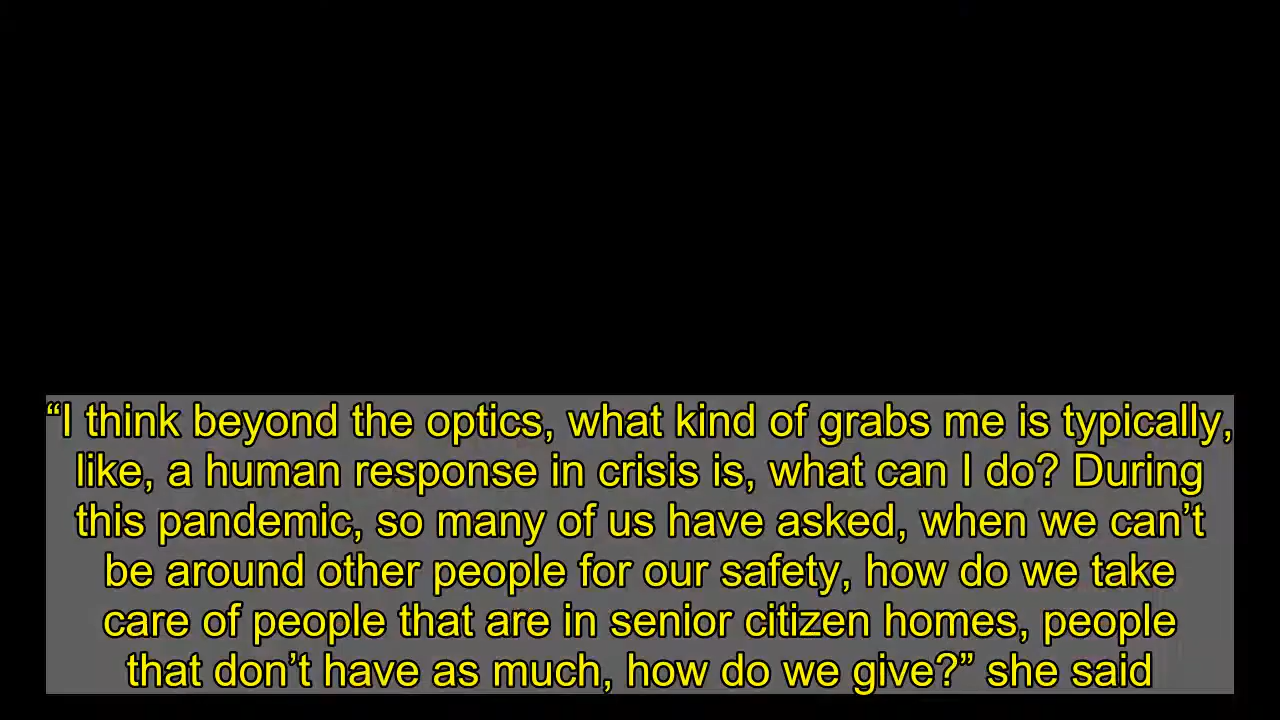 “I think beyond the optics, what kind of grabs me is typically,
like, a human response in crisis is, what can I do? During
this pandemic, so many of us have asked, when we can’t
be around other people for our safety, how do we take
care of people that are in senior citizen homes, people
that don’t have as much, how do we give?” she said